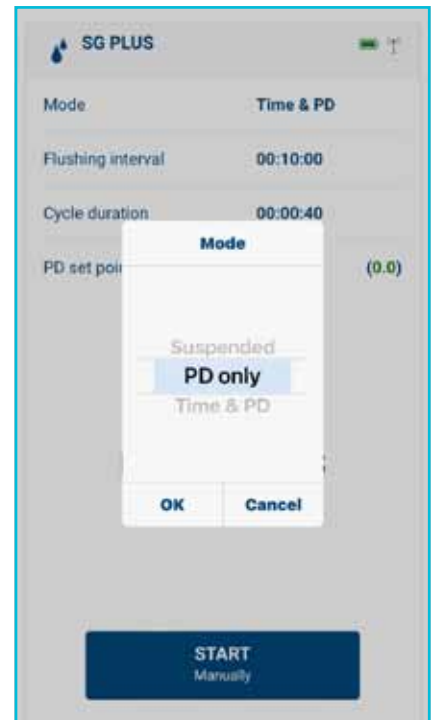 SG PLUS
Mode Time & PD
Flushing interval 00:10:00
Cycle duration 00:00:40
PD set poi (0.0)
Mode
Suspended
PD only
Time & PD
OK Cancel
START
Manually